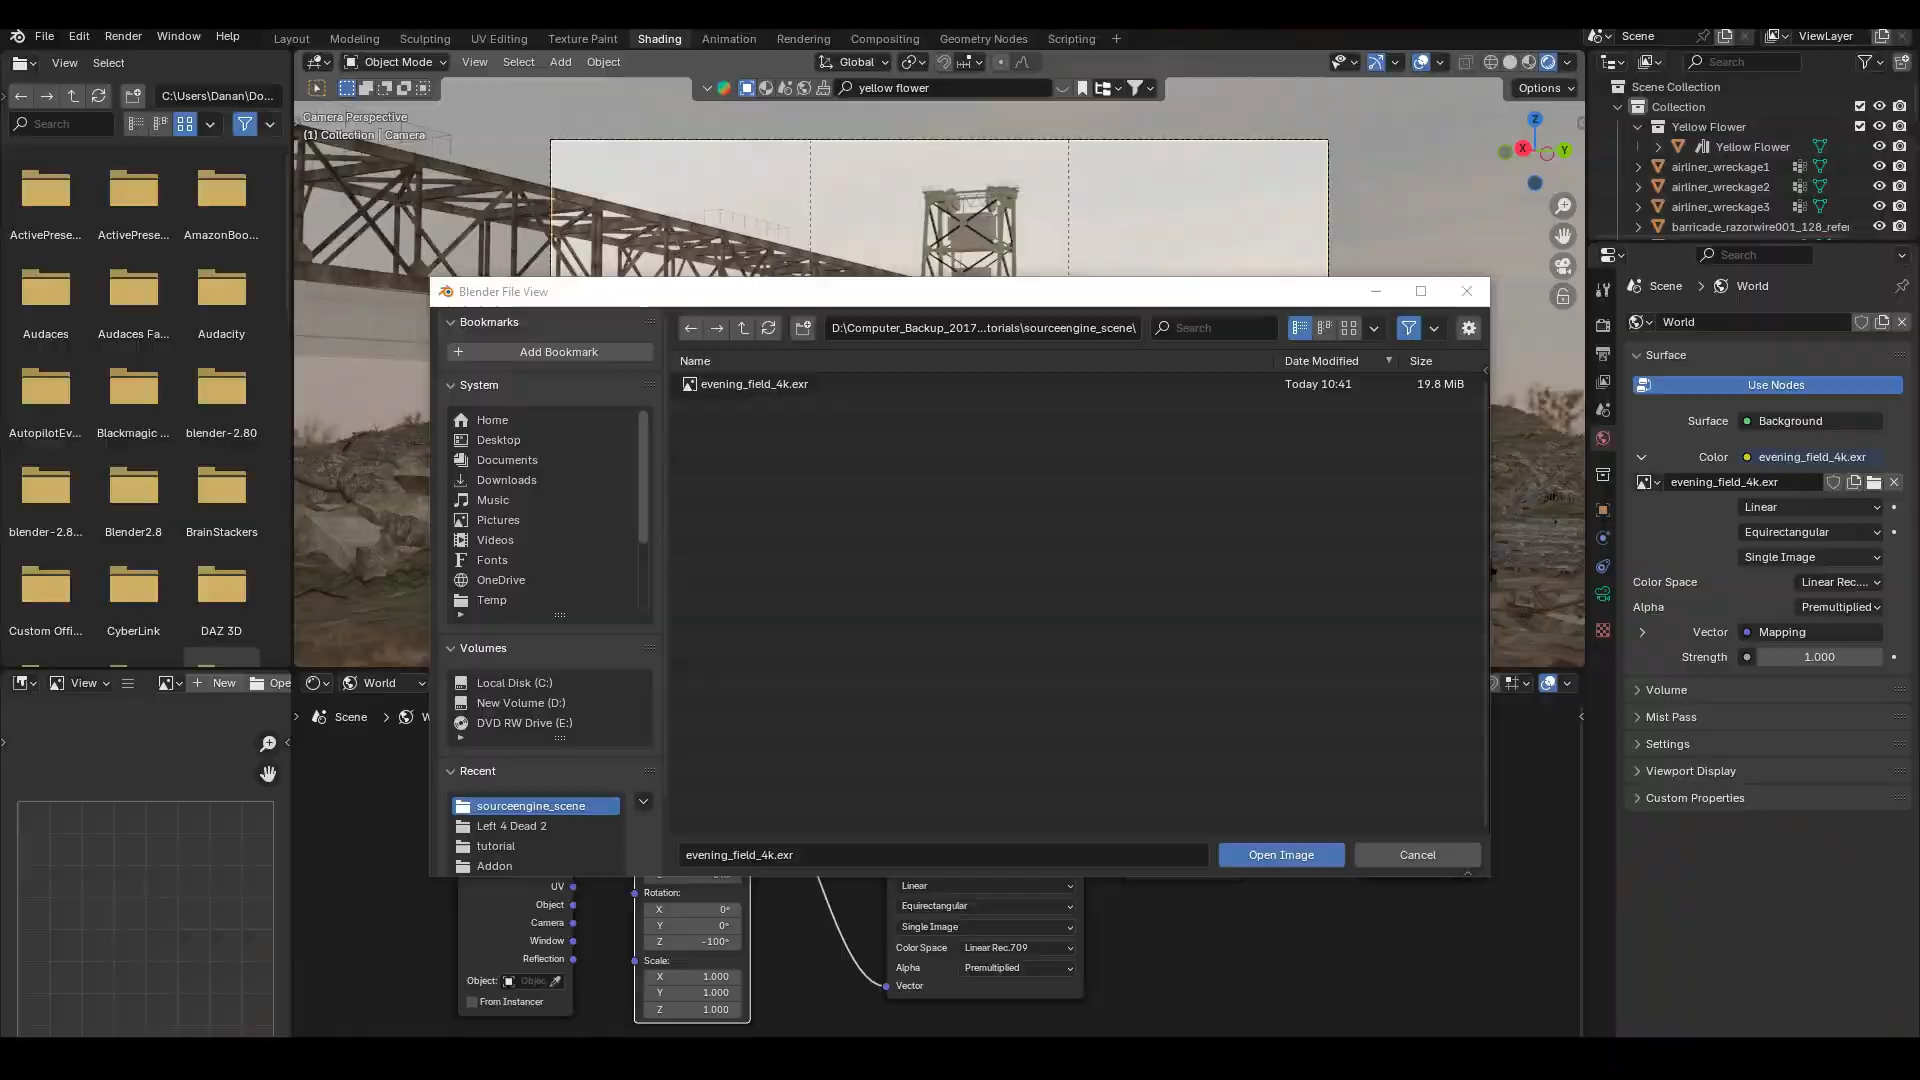 File Edit Render Window Help
Layout Modeling Sculpting UV Editing Texture Paint Shading Animation Rendering Compositing Geometry Nodes Scripting +
Scene
ViewLayer
View Select
Object Mode
View Select Add Object
Global
Search
C:\Users\Danan\Do...
yellow flower
Options
Scene Collection
Collection
Search
Camera Perspective
(1) Collection | Camera
Z
X
Y
Yellow Flower
Yellow Flower
airliner_wreckage1
airliner_wreckage2
airliner_wreckage3
barricade_razorwire001_128_refer
ActivePrese...
ActivePrese...
AmazonBoo...
Audaces
Audaces Fa...
Audacity
AutopilotEv...
Blackmagic ...
blender-2.80
blender-2.8...
Blender2.8
BrainStackers
Custom Offi...
CyberLink
DAZ 3D
Blender File View
Bookmarks
Add Bookmark
D:\Computer_Backup_2017...torials\sourceengine_scene\
Search
Name
Date Modified
Size
evening_field_4k.exr
Today 10:41
19.8 MiB
System
Home
Desktop
Documents
Downloads
Music
Pictures
Videos
Fonts
OneDrive
Temp
Volumes
Local Disk (C:)
New Volume (D:)
DVD RW Drive (E:)
Recent
sourceengine_scene
Left 4 Dead 2
tutorial
Addon
evening_field_4k.exr
Open Image
Cancel
Search
Scene
World
World
Surface
Use Nodes
Surface
Background
Color
evening_field_4k.exr
evening_field_4k.exr
Linear
Equirectangular
Single Image
Color Space
Linear Rec....
Alpha
Premultiplied
Vector
Mapping
Strength
1.000
Volume
Mist Pass
Settings
Viewport Display
Custom Properties
View
New
Ope
World
Scene
UV
Object
Camera
Window
Reflection
Object:
Objec
From Instancer
Rotation:
X 0°
Y 0°
Z -100°
Scale:
X 1.000
Y 1.000
Z 1.000
Linear
Equirectangular
Single Image
Color Space
Linear Rec.709
Alpha
Premultiplied
Vector